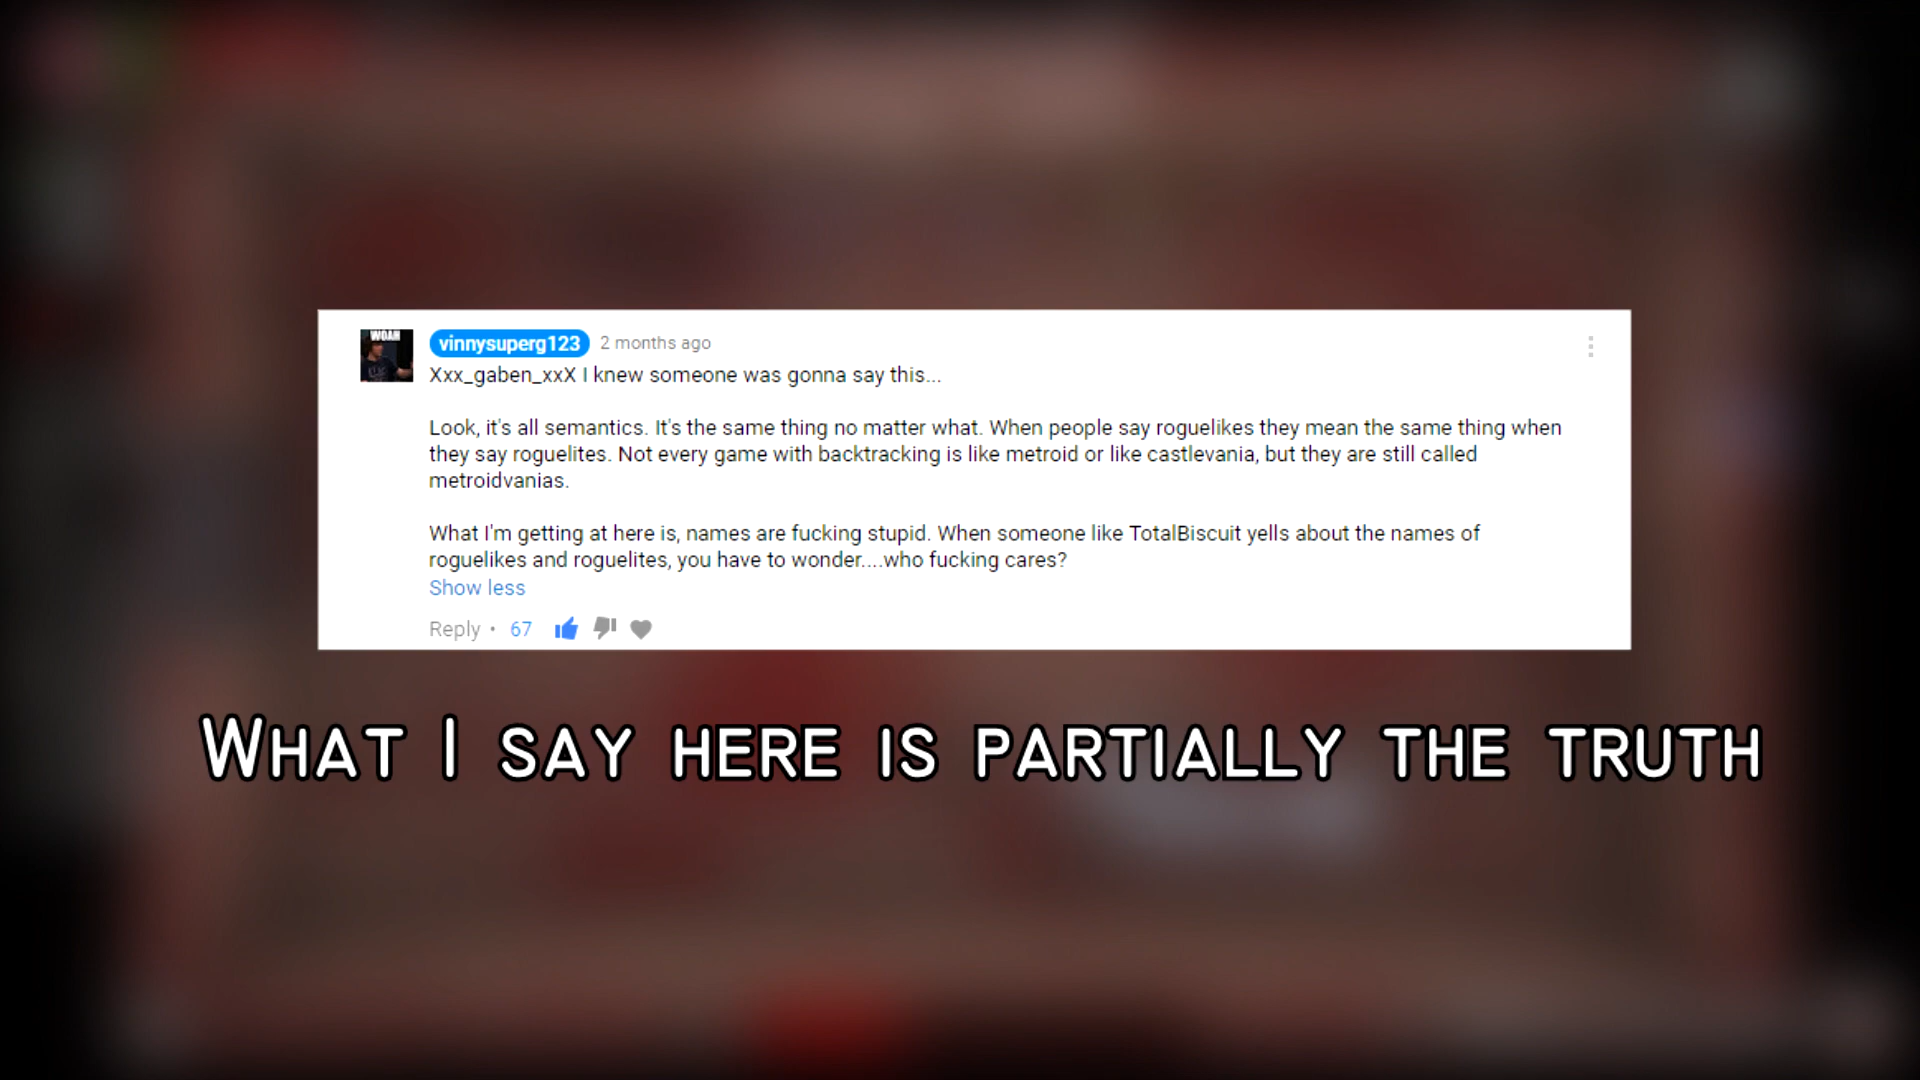 WOAH
vinnysuperg123 2 months ago
Xxx_gaben_xxX I knew someone was gonna say this...
Look, it's all semantics. It's the same thing no matter what. When people say roguelikes they mean the same thing when
they say roguelites. Not every game with backtracking is like metroid or like castlevania, but they are still called
metroidvanias.
What I'm getting at here is, names are fucking stupid. When someone like TotalBiscuit yells about the names of
roguelikes and roguelites, you have to wonder....who fucking cares?
Show less
Reply • 67
What I say here is partially the truth